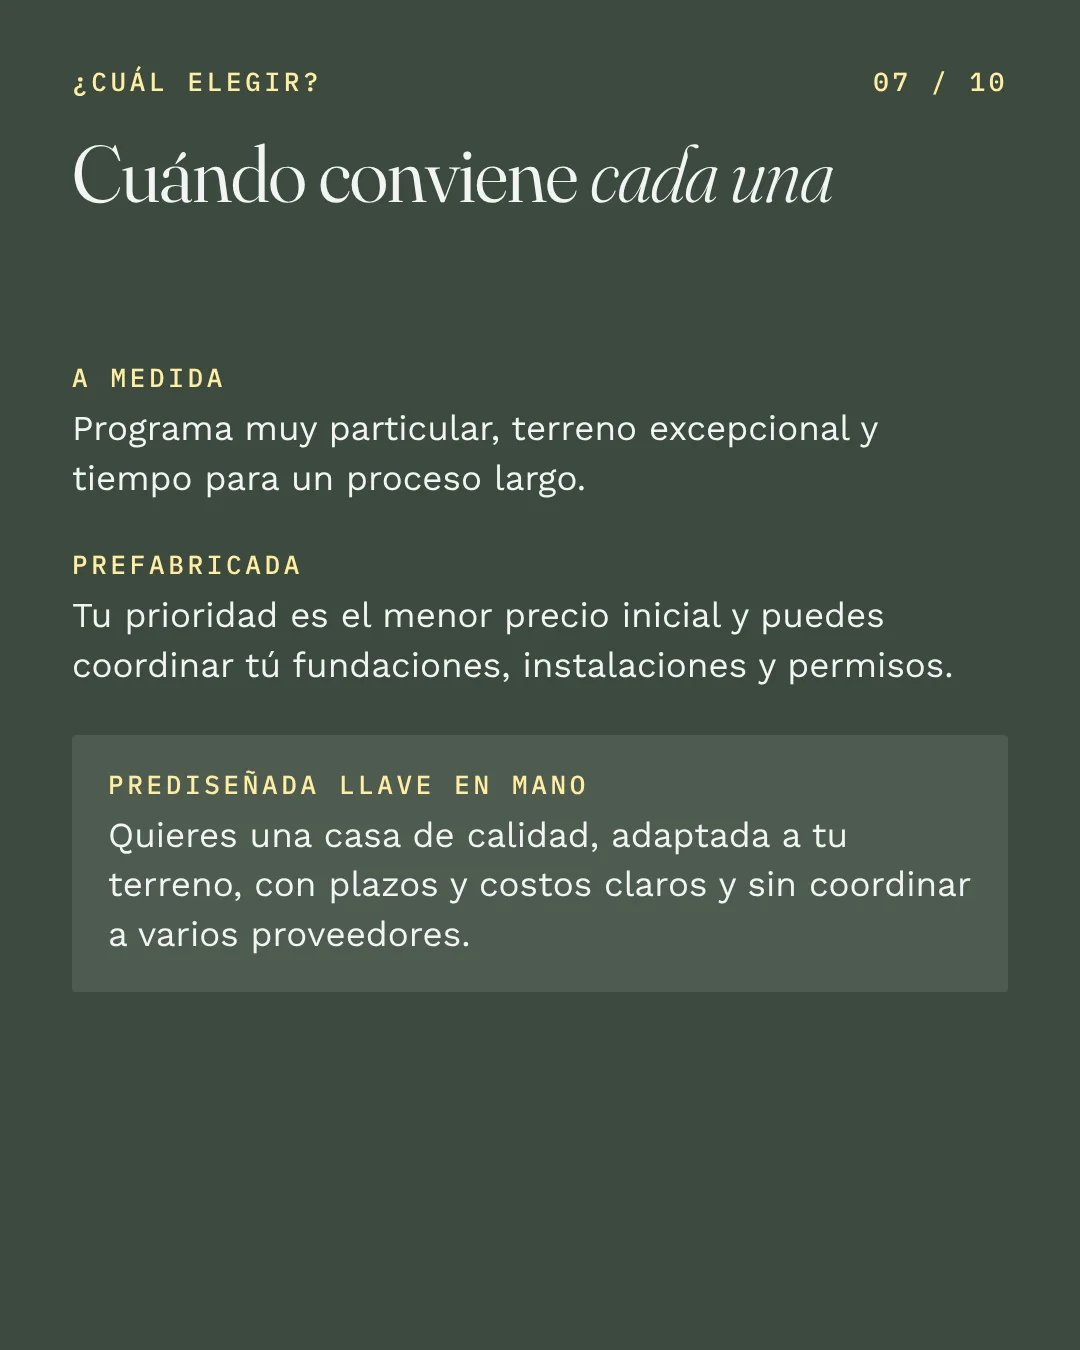 ¿CUÁL ELEGIR?
07 / 10
Cuándo conviene cada una
A MEDIDA
Programa muy particular, terreno excepcional y
tiempo para un proceso largo.
PREFABRICADA
Tu prioridad es el menor precio inicial y puedes
coordinar tú fundaciones, instalaciones y permisos.
PREDISEÑADA LLAVE EN MANO
Quieres una casa de calidad, adaptada a tu
terreno, con plazos y costos claros y sin coordinar
a varios proveedores.